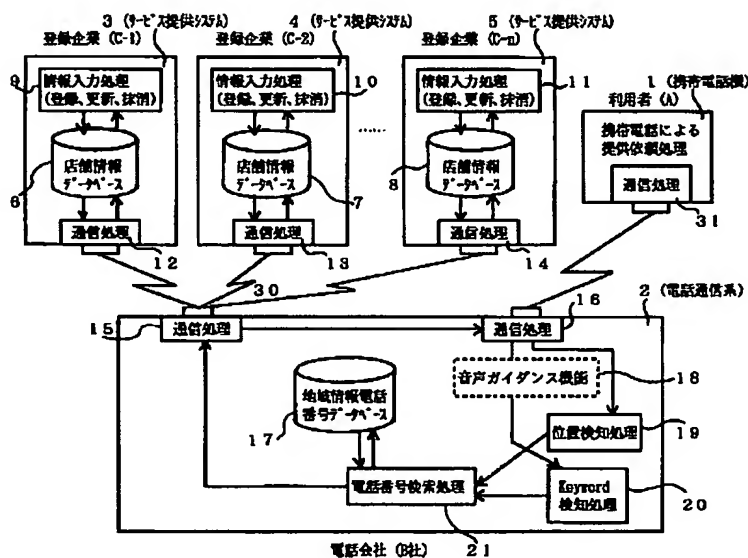 3 (ｻｰﾋﾞｽ提供ｼｽﾃﾑ)
4 (ｻｰﾋﾞｽ提供ｼｽﾃﾑ)
5 (ｻｰﾋﾞｽ提供ｼｽﾃﾑ)
登録企業 (C-1)
登録企業 (C-2)
登録企業 (C-n)
9
情報入力処理
(登録、更新、抹消)
情報入力処理
(登録、更新、抹消)
10
情報入力処理
(登録、更新、抹消)
11
1 (携帯電話機)
利用者 (A)
携帯電話による
提供依頼処理
通信処理
31
‥‥‥
店舗情報
ﾃﾞｰﾀﾍﾞｰｽ
6
店舗情報
ﾃﾞｰﾀﾍﾞｰｽ
7
店舗情報
ﾃﾞｰﾀﾍﾞｰｽ
8
通信処理
12
通信処理
13
通信処理
14
30
15
通信処理
通信処理
16
2 (電話通信系)
音声ガイダンス機能
18
地域情報電話
番号ﾃﾞｰﾀﾍﾞｰｽ
17
位置検知処理
19
電話番号検索処理
21
Keyword
検知処理
20
電話会社 (B社)